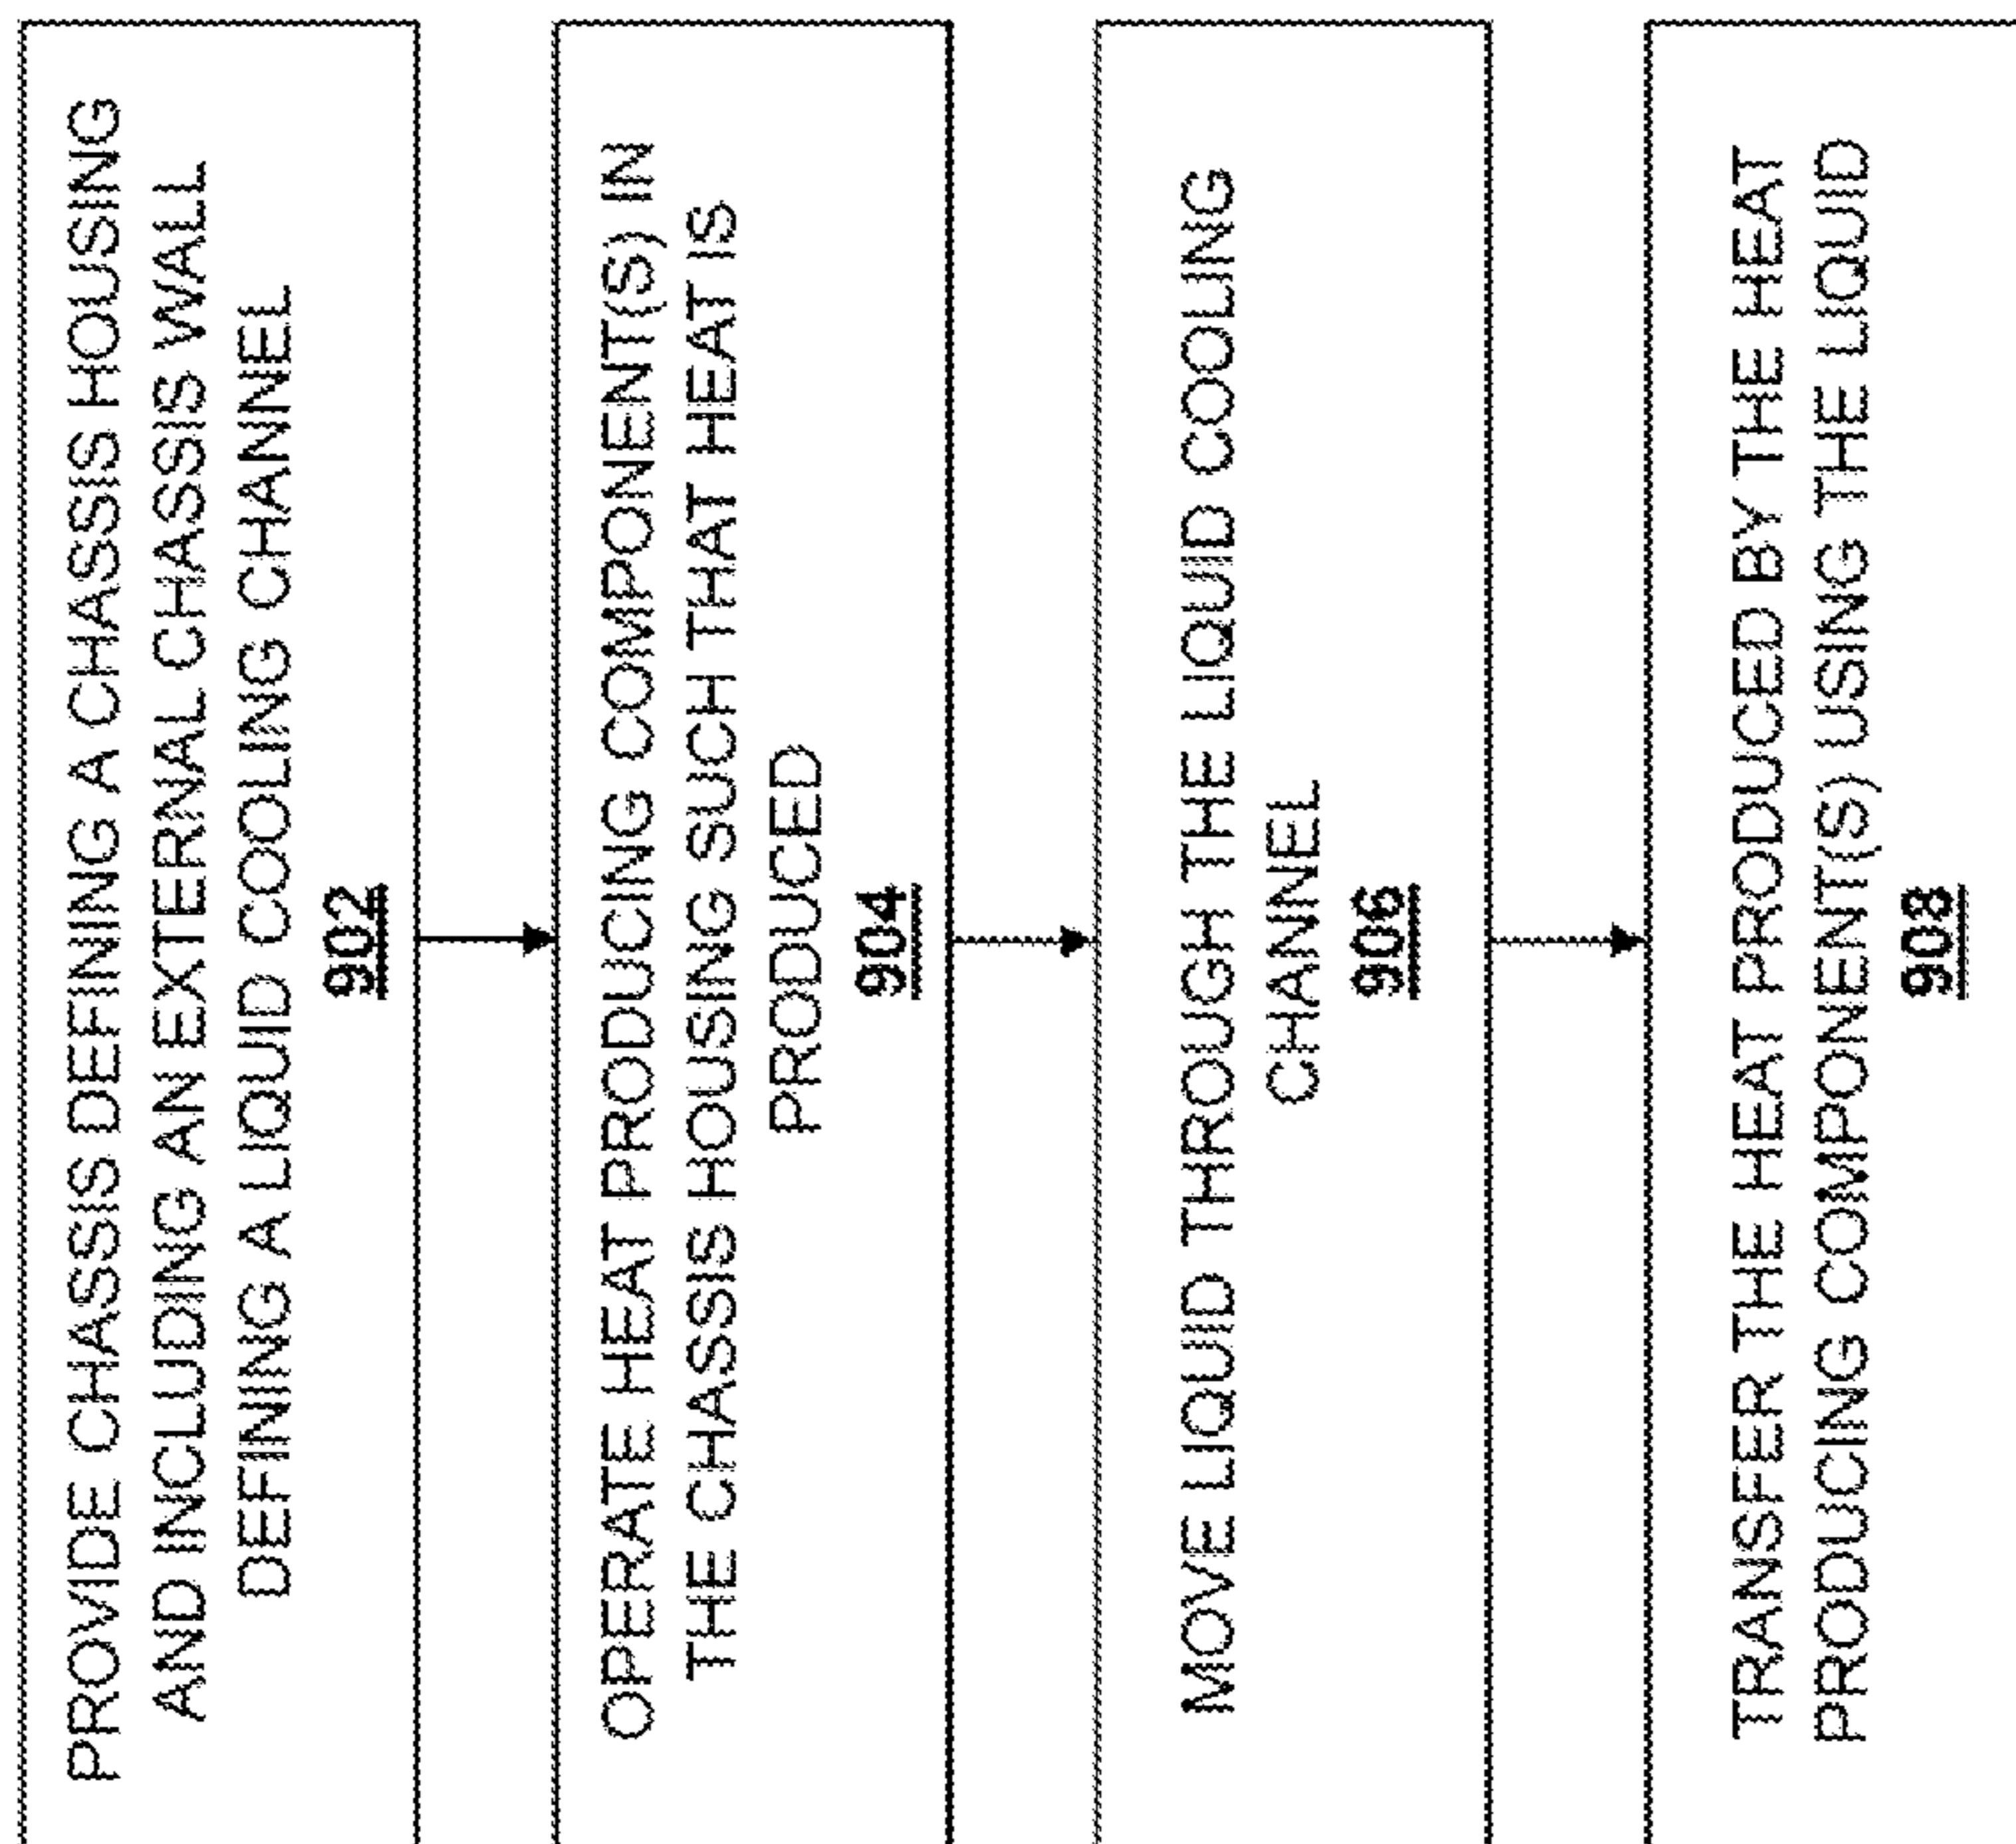 PROVIDE CHASSIS DEFINING A CHASSIS HOUSING
AND INCLUDING AN EXTERNAL CHASSIS WALL
DEFINING A LIQUID COOLING CHANNEL
902
OPERATE HEAT PRODUCING COMPONENT(S) IN
THE CHASSIS HOUSING SUCH THAT HEAT IS
PRODUCED
904
MOVE LIQUID THROUGH THE LIQUID COOLING
CHANNEL
906
TRANSFER THE HEAT PRODUCED BY THE HEAT
PRODUCING COMPONENT(S) USING THE LIQUID
908